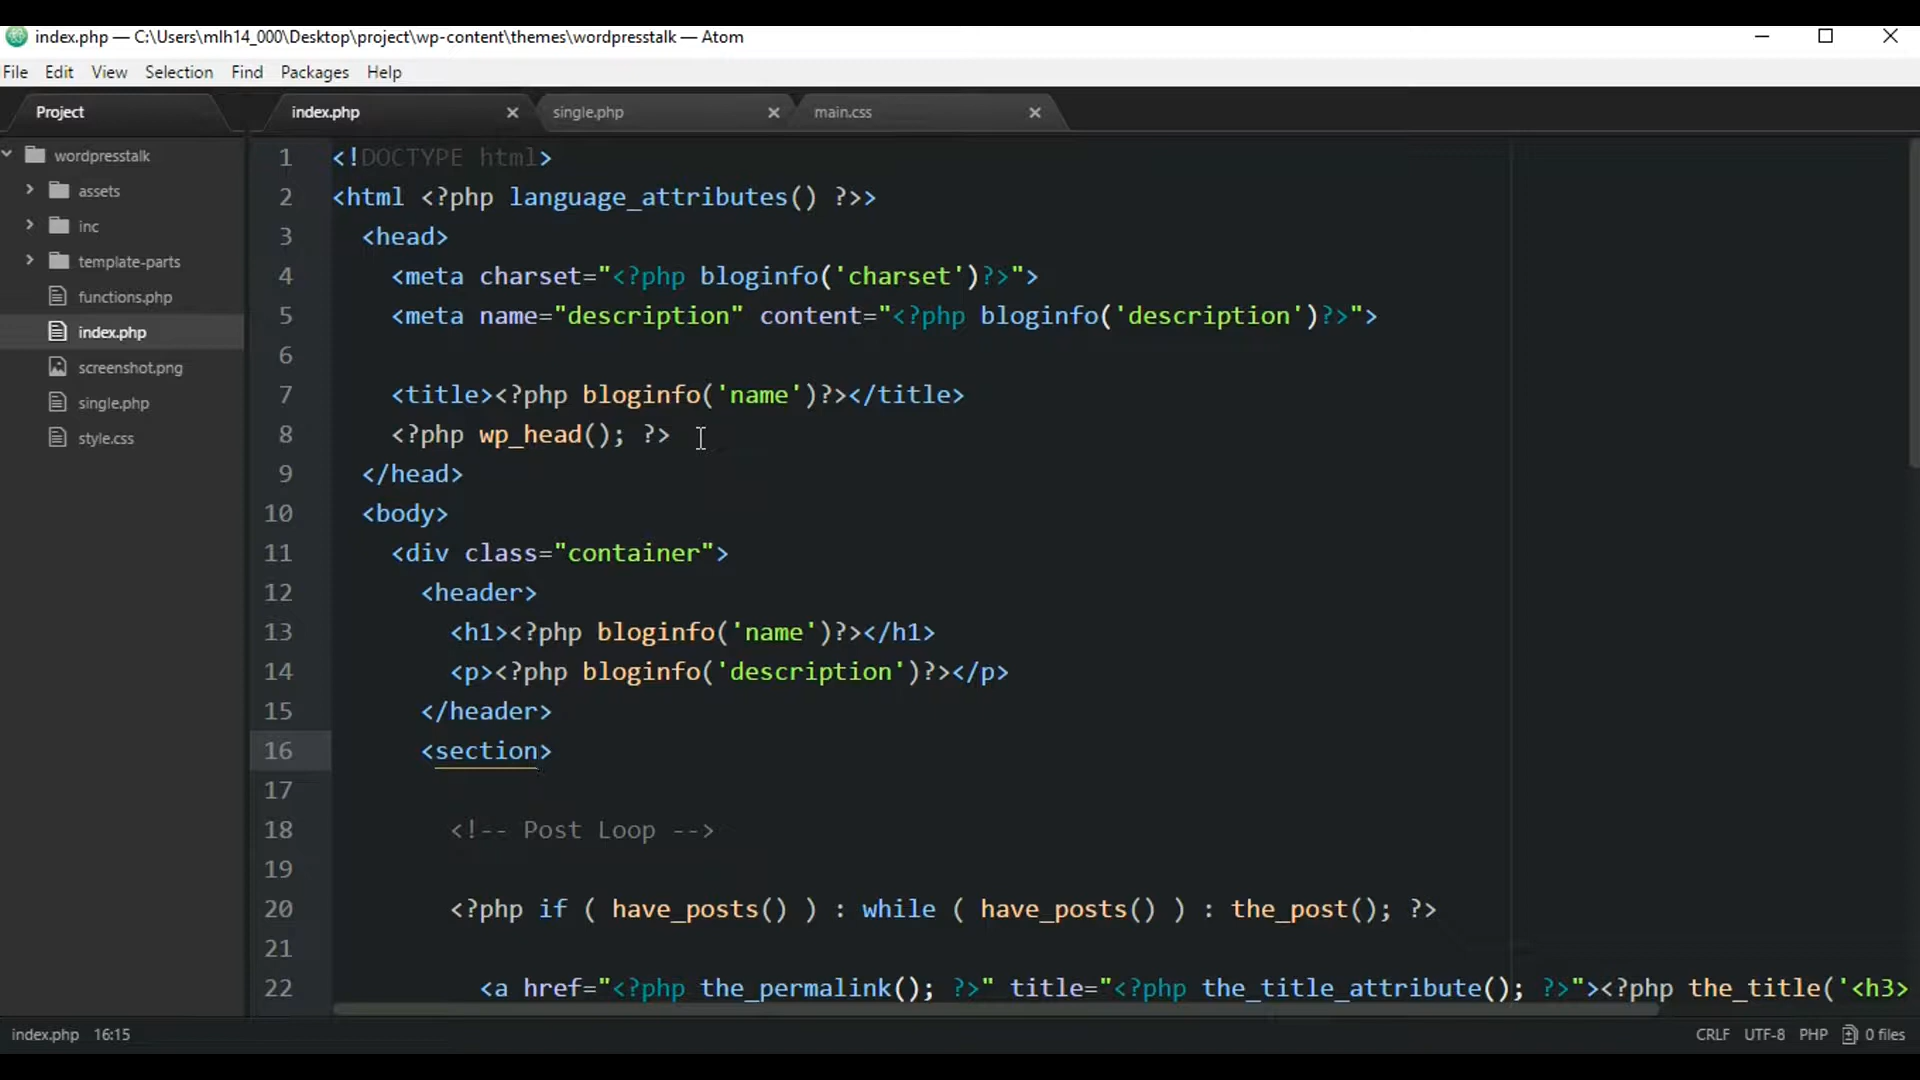 index.php — C:\Users\mlh14_000\Desktop\project\wp-content\themes\wordpresstalk — Atom
File Edit View Selection Find Packages Help
Project
index.php
single.php
main.css
wordpresstalk
assets
inc
template-parts
functions.php
index.php
screenshot.png
single.php
style.css
1 <!DOCTYPE html>
2 <html <?php language_attributes() ?>>
3 <head>
4 <meta charset="<?php bloginfo('charset')?>">
5 <meta name="description" content="<?php bloginfo('description')?>">
6
7 <title><?php bloginfo('name')?></title>
8 <?php wp_head(); ?>
9 </head>
10 <body>
11 <div class="container">
12 <header>
13 <h1><?php bloginfo('name')?></h1>
14 <p><?php bloginfo('description')?></p>
15 </header>
16 <section>
17
18 <!-- Post Loop -->
19
20 <?php if ( have_posts() ) : while ( have_posts() ) : the_post(); ?>
21
22 <a href="<?php the_permalink(); ?>" title="<?php the_title_attribute(); ?>"><?php the_title('<h3>
index.php 16:15
CRLF UTF-8 PHP 0 files